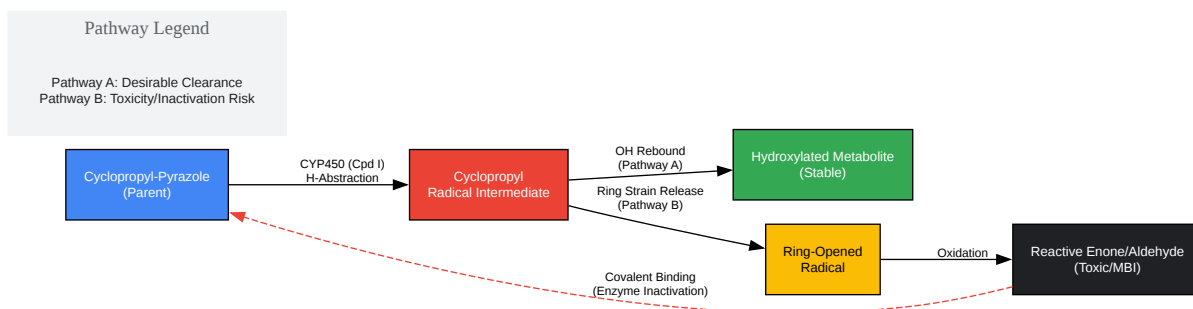 Pathway Legend
Pathway A: Desirable Clearance
Pathway B: Toxicity/Inactivation Risk
Cyclopropyl-Pyrazole
(Parent)
CYP450 (Cpd I)
H-Abstraction
Cyclopropyl
Radical Intermediate
OH Rebound
(Pathway A)
Hydroxylated Metabolite
(Stable)
Ring Strain Release
(Pathway B)
Ring-Opened
Radical
Oxidation
Reactive Enone/Aldehyde
(Toxic/MBI)
Covalent Binding
(Enzyme Inactivation)